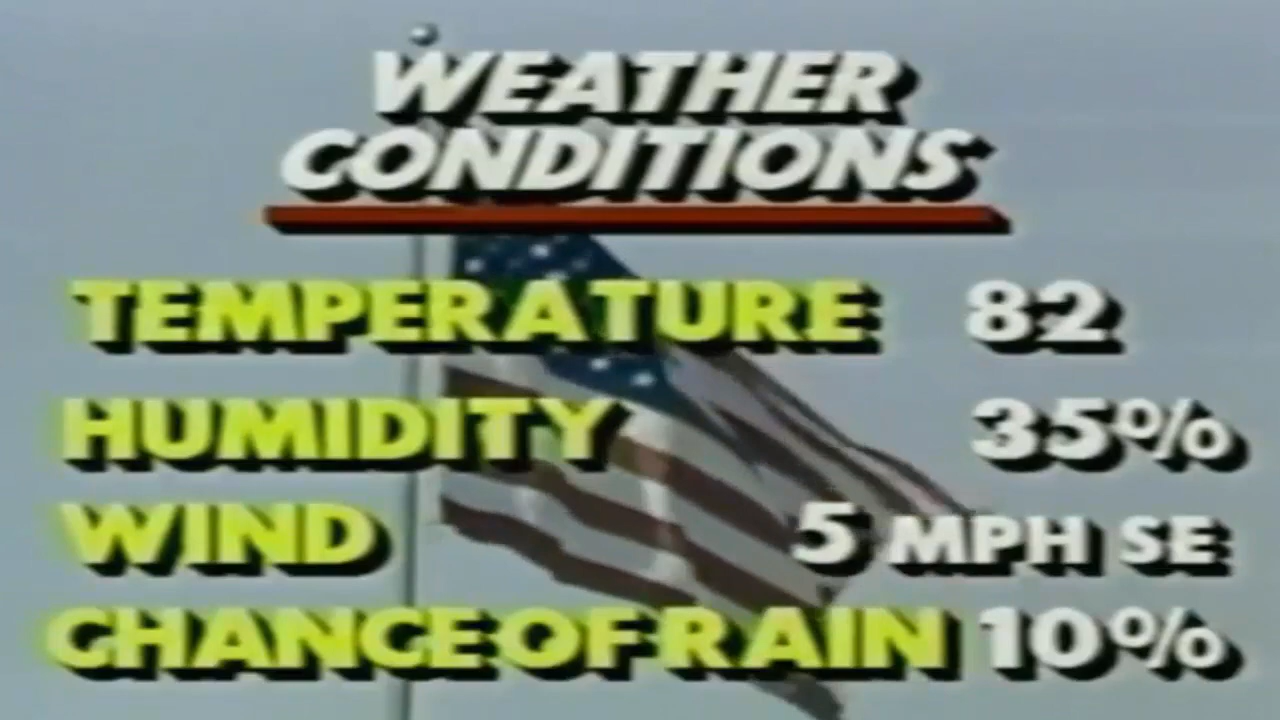 WEATHER
CONDITIONS
TEMPERATURE 82
HUMIDITY 35%
WIND 5 MPH SE
CHANCE OF RAIN 10%